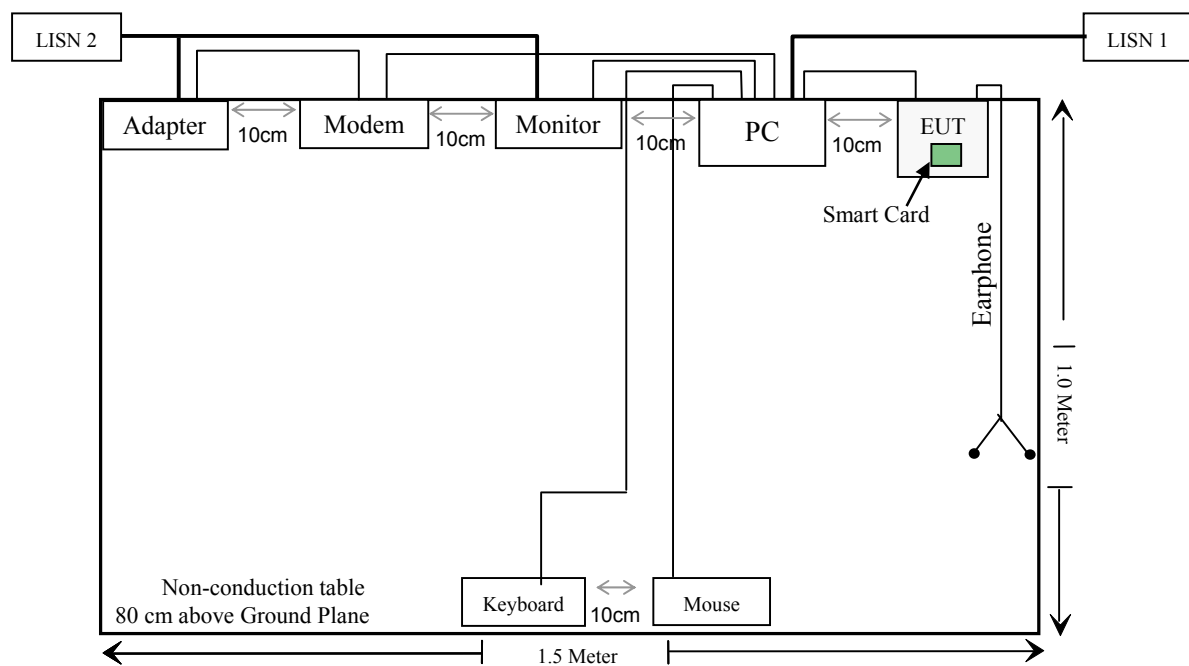 LISN 2
LISN 1
Adapter
Modem
Monitor
PC
EUT
10cm
10cm
10cm
10cm
Smart Card
Earphone
1.0 Meter
Non-conduction table
80 cm above Ground Plane
Keyboard
10cm
Mouse
1.5 Meter